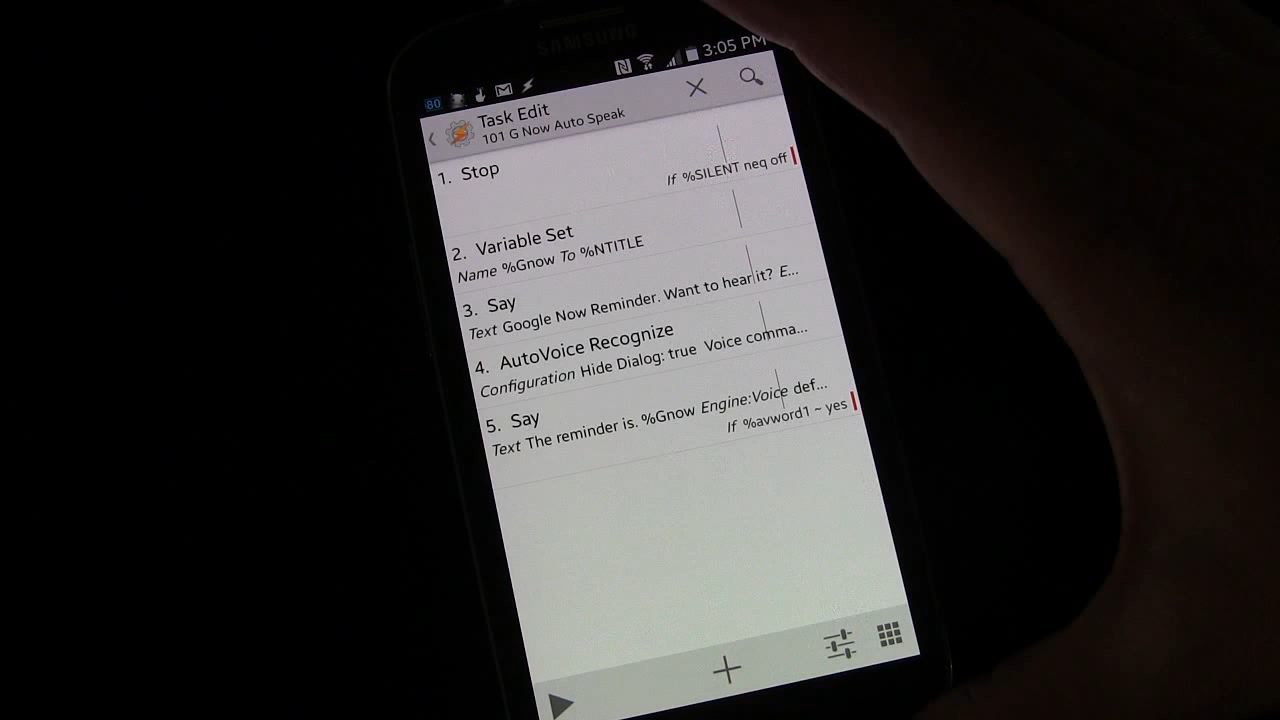 SAMSUNG
80 3:05 PM
Task Edit
101 G Now Auto Speak
1. Stop
If %SILENT neq off
2. Variable Set
Name %Gnow To %NTITLE
3. Say
Text Google Now Reminder. Want to hear it? E...
4. AutoVoice Recognize
Configuration Hide Dialog: true Voice comma...
5. Say
Text The reminder is. %Gnow Engine:Voice def...
If %avword1 ~ yes